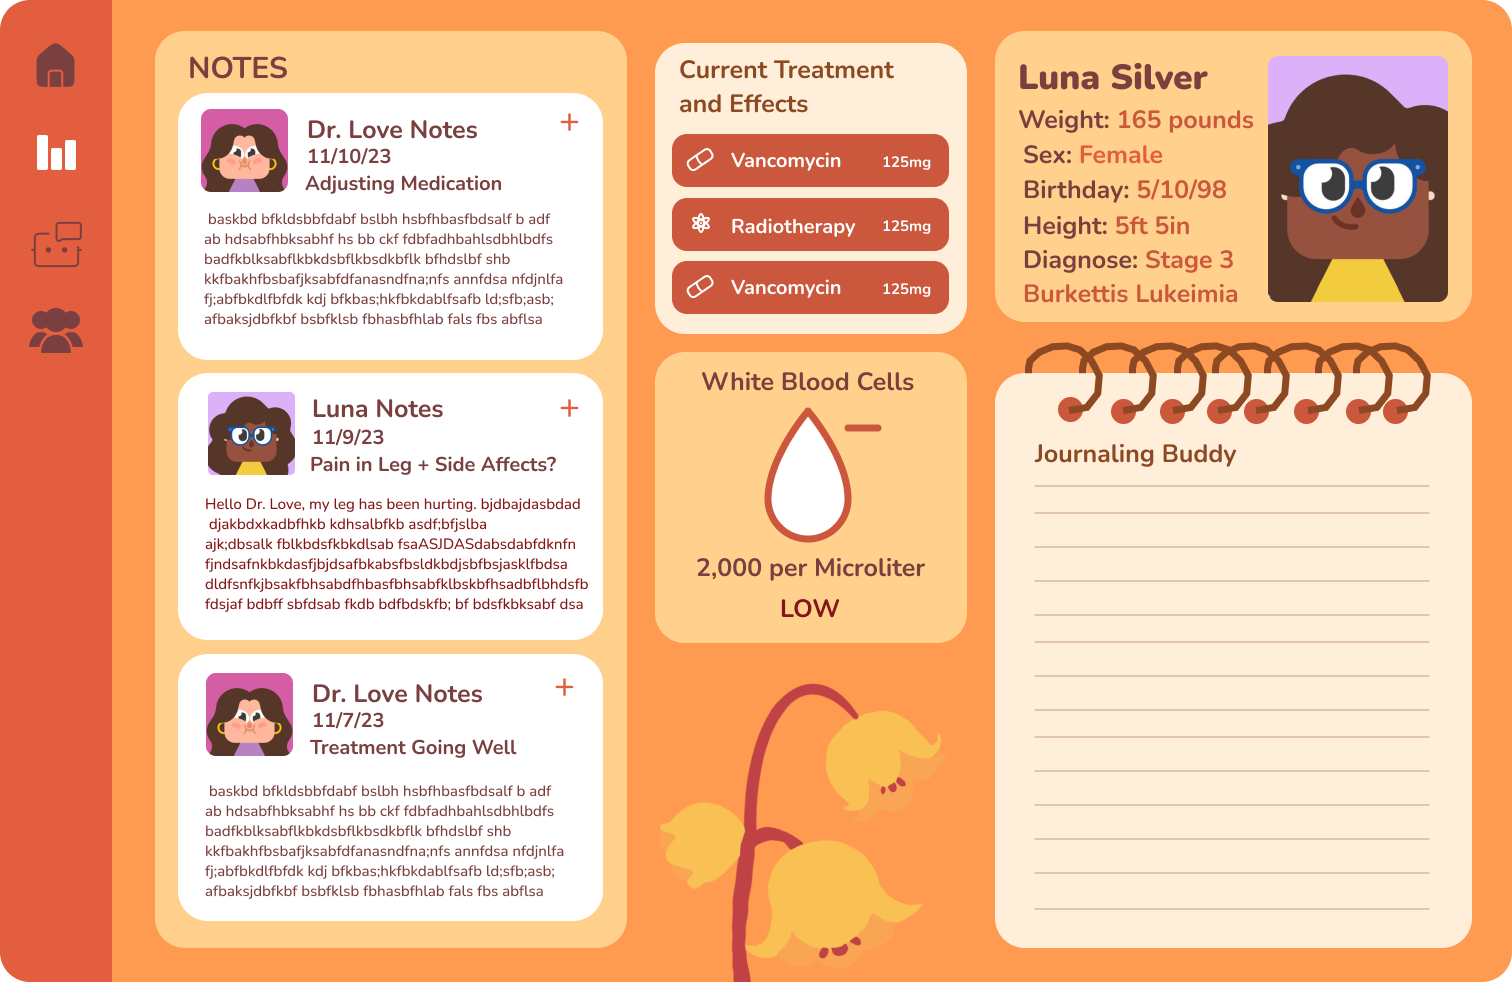 NOTES
Dr. Love Notes
11/10/23
Adjusting Medication
baskbd bfkldsbbfdabf bslbh hsbfhbasfbdsalf b adf
ab hdsabfhbksabhf hs bb ckf fdbfadhbahlsdbhlbdfs
badfkblksabflkbkdsbflkbsdkbflk bfhdslbf shb
kkfbakhfbsbafjksabfdfanasndfna;nfs annfdsa nfdjnlfa
fj;abfbkdlfbfdk kdj bfkbas;hkfbkdablfsafb ld;sfb;asb;
afbaksjdbfkbf bsbfklsb fbhasbfhlab fals fbs abflsa
Luna Notes
11/9/23
Pain in Leg + Side Affects?
Hello Dr. Love, my leg has been hurting. bjdbajdasbdad
djakbdxkadbfhkb kdhsalbfkb asdf;bfjslba
ajk;dbsalk fblkbdsfkbkdlsab fsaASJDASdabsdabfdknfn
fjndsafnkbkdasfjbjdsafbkabsfbsldkbdjsbfbsjasklfbdsa
dldfsnfkjbsakfbhsabdfhbasfbhsabfklbskbfhsadbflbhdsfb
fdsjaf bdbff sbfdsab fkdb bdfbdskfb; bf bdsfkbksabf dsa
Dr. Love Notes
11/7/23
Treatment Going Well
baskbd bfkldsbbfdabf bslbh hsbfhbasfbdsalf b adf
ab hdsabfhbksabhf hs bb ckf fdbfadhbahlsdbhlbdfs
badfkblksabflkbkdsbflkbsdkbflk bfhdslbf shb
kkfbakhfbsbafjksabfdfanasndfna;nfs annfdsa nfdjnlfa
fj;abfbkdlfbfdk kdj bfkbas;hkfbkdablfsafb ld;sfb;asb;
afbaksjdbfkbf bsbfklsb fbhasbfhlab fals fbs abflsa
Current Treatment
and Effects
Vancomycin 125mg
Radiotherapy 125mg
Vancomycin 125mg
White Blood Cells
2,000 per Microliter
LOW
Luna Silver
Weight: 165 pounds
Sex: Female
Birthday: 5/10/98
Height: 5ft 5in
Diagnose: Stage 3
Burkettis Lukeimia
Journaling Buddy